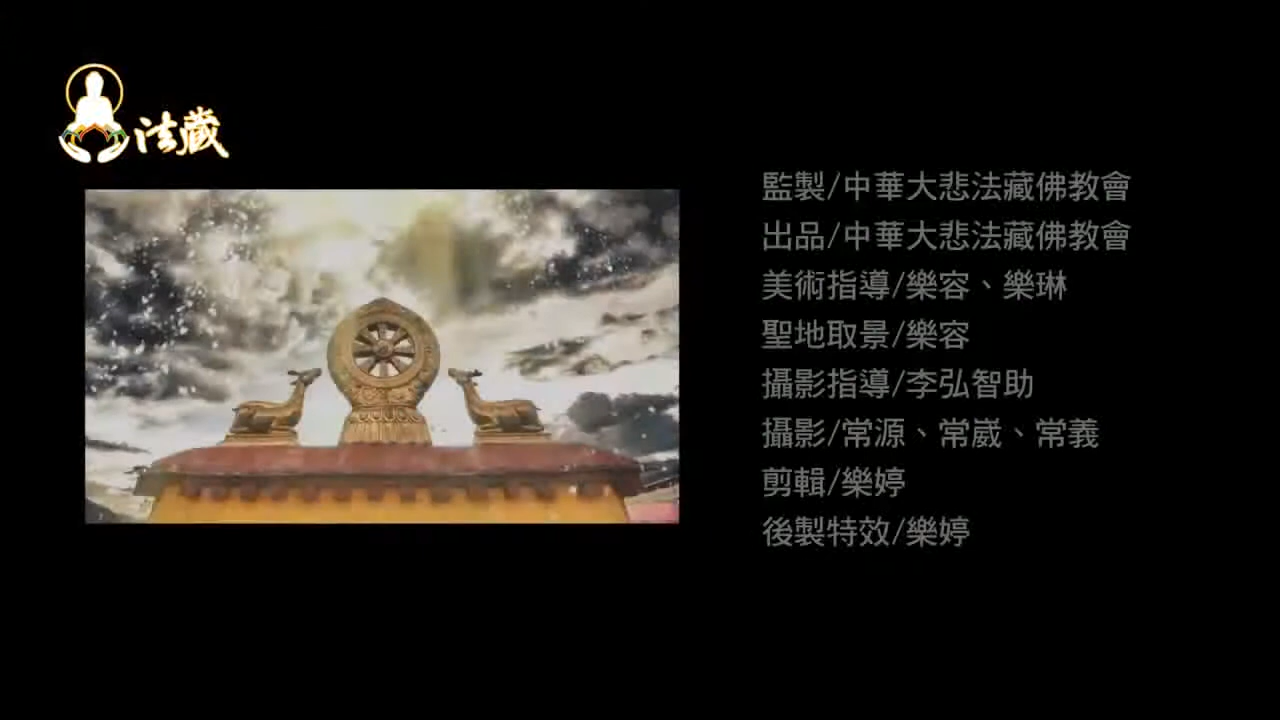 法藏
監製/中華大悲法藏佛教會
出品/中華大悲法藏佛教會
美術指導/樂容、樂琳
聖地取景/樂容
攝影指導/李弘智助
攝影/常源、常崴、常義
剪輯/樂婷
後製特效/樂婷